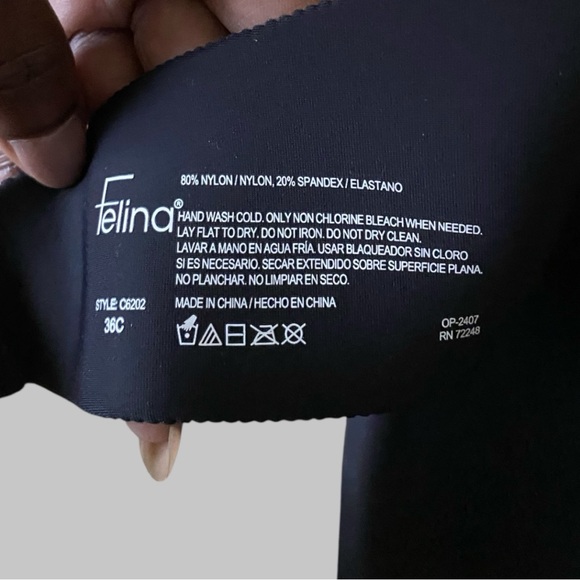 80% NYLON / NYLON, 20% SPANDEX / ELASTANO
Felina®
HAND WASH COLD. ONLY NON CHLORINE BLEACH WHEN NEEDED.
LAY FLAT TO DRY. DO NOT IRON. DO NOT DRY CLEAN.
LAVAR A MANO EN AGUA FRÍA. USAR BLAQUEADOR SIN CLORO
SI ES NECESARIO. SECAR EXTENDIDO SOBRE SUPERFICIE PLANA.
NO PLANCHAR. NO LIMPIAR EN SECO.
STYLE: C6202
36C
MADE IN CHINA / HECHO EN CHINA
OP-2407
RN 72248